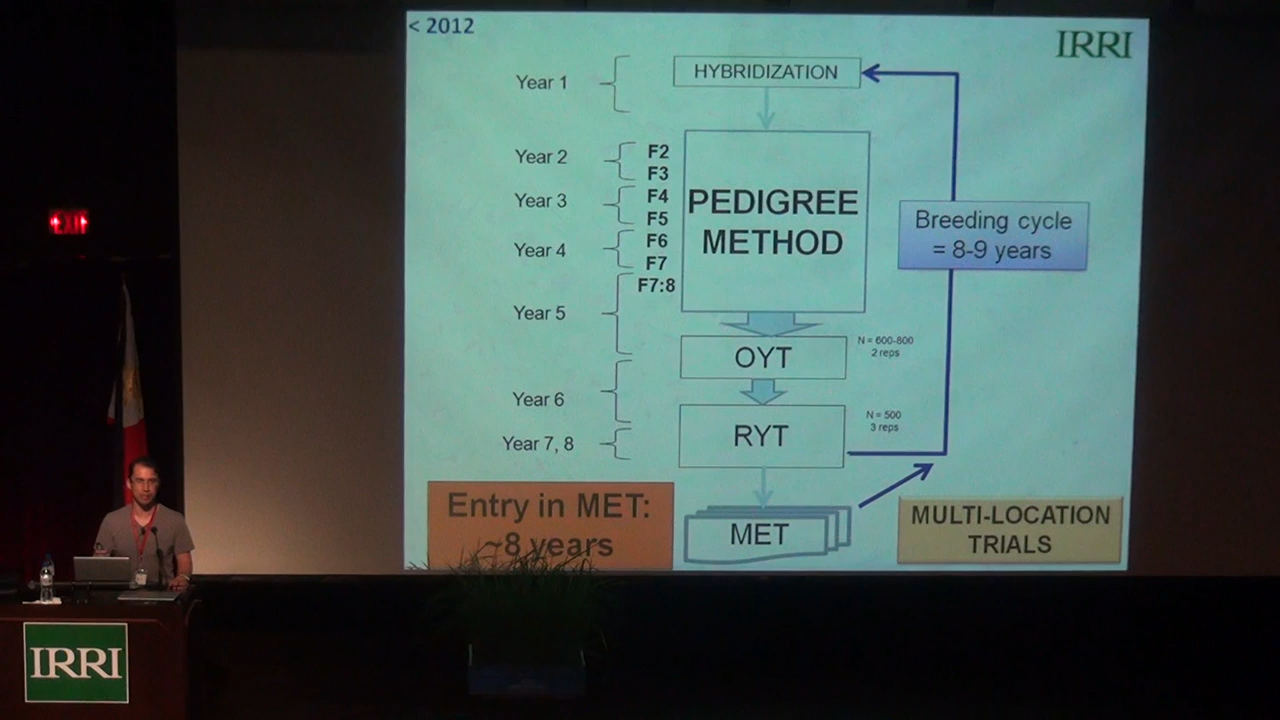 < 2012
IRRI
Year 1
HYBRIDIZATION
Year 2
F2
F3
Year 3
F4
F5
Year 4
F6
F7
F7:8
Year 5
PEDIGREE
METHOD
Breeding cycle
= 8-9 years
OYT
N = 600-800
2 reps
Year 6
RYT
N = 500
3 reps
Year 7, 8
Entry in MET:
~8 years
MET
MULTI-LOCATION
TRIALS
EXIT
IRRI